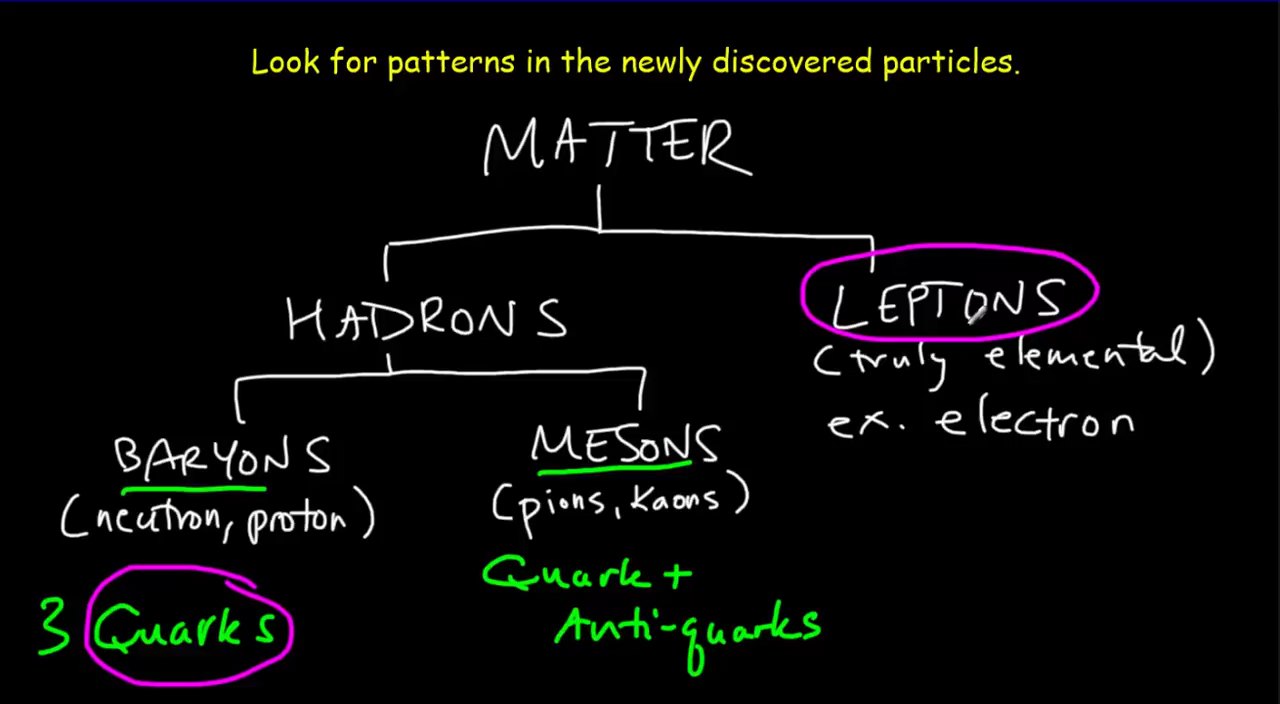 Look for patterns in the newly discovered particles.
MATTER
HADRONS
LEPTONS
(truly elemental)
ex. electron
BARYONS
(neutron, proton)
3 Quarks
MESONS
(pions, Kaons)
Quark +
Anti-quarks